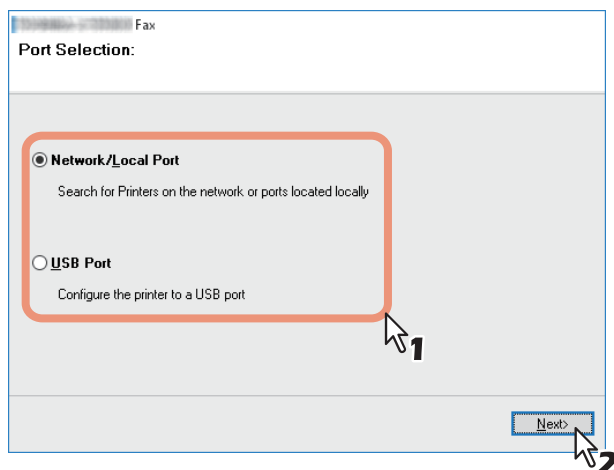 Fax
Port Selection:
Network/Local Port
Search for Printers on the network or ports located locally
USB Port
Configure the printer to a USB port
1
Next>
2